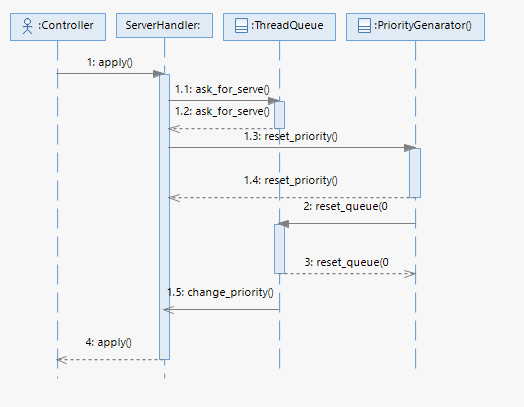 :Controller
ServerHandler:
:ThreadQueue
:PriorityGenarator()
1: apply()
1.1: ask_for_serve()
1.2: ask_for_serve()
1.3: reset_priority()
1.4: reset_priority()
2: reset_queue(0
3: reset_queue(0
1.5: change_priority()
4: apply()